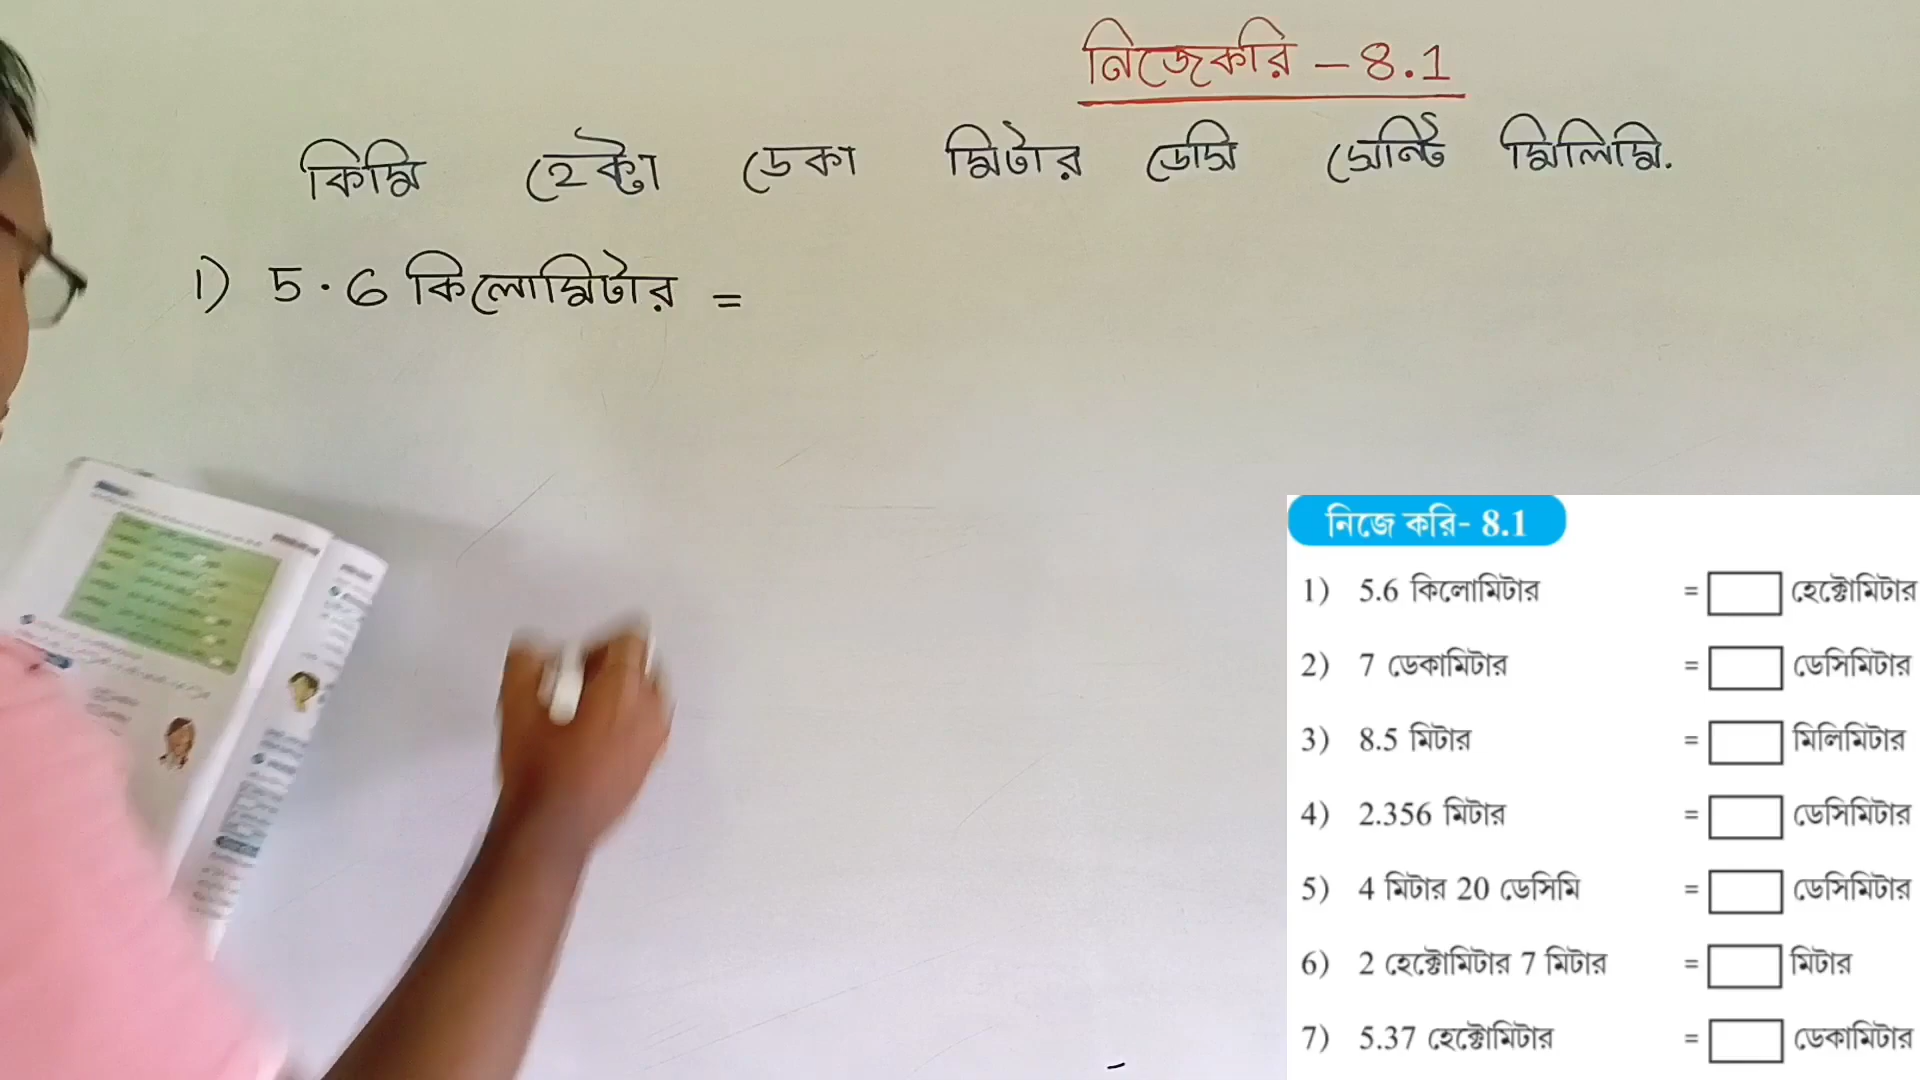 নিজেকরি – 8.1
কিমি হেক্টা ডেকা মিটার ডেসি সেন্টি মিলিমি.
1) 5.6 কিলোমিটার =
নিজে করি- 8.1
1) 5.6 কিলোমিটার = হেক্টোমিটার
2) 7 ডেকামিটার = ডেসিমিটার
3) 8.5 মিটার = মিলিমিটার
4) 2.356 মিটার = ডেসিমিটার
5) 4 মিটার 20 ডেসিমি = ডেসিমিটার
6) 2 হেক্টোমিটার 7 মিটার = মিটার
7) 5.37 হেক্টোমিটার = ডেকামিটার